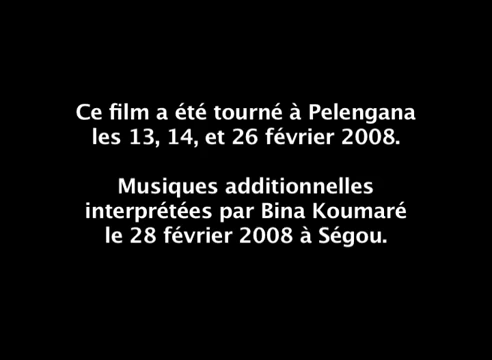 Ce film a été tourné à Pelengana
les 13, 14, et 26 février 2008.
Musiques additionnelles
interprétées par Bina Koumaré
le 28 février 2008 à Ségou.